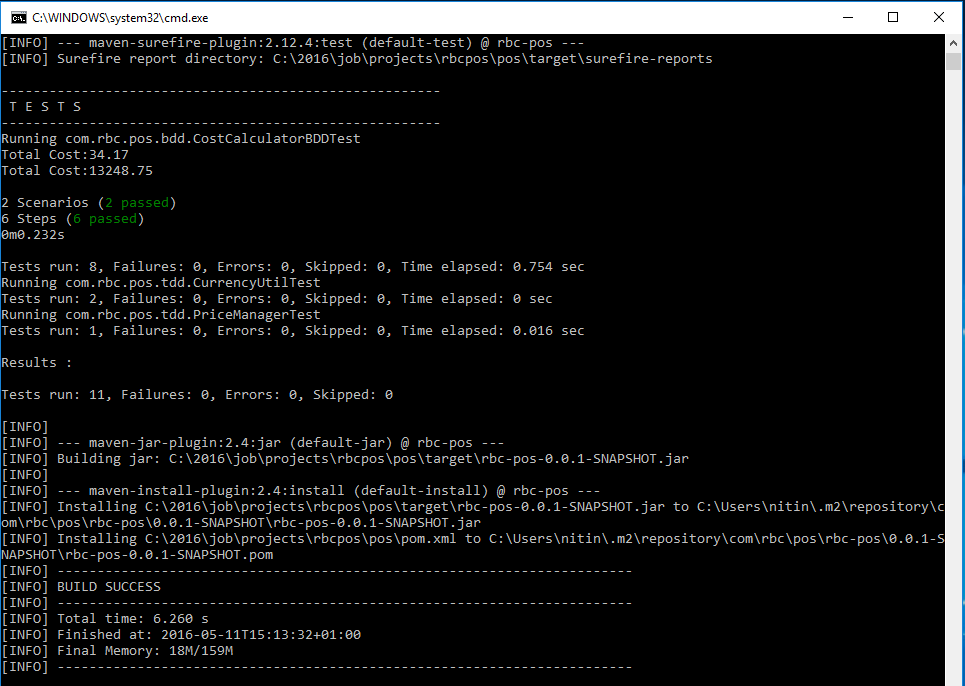 C:\WINDOWS\system32\cmd.exe
[INFO] --- maven-surefire-plugin:2.12.4:test (default-test) @ rbc-pos ---
[INFO] Surefire report directory: C:\2016\job\projects\rbcpos\pos\target\surefire-reports
-------------------------------------------------------
 T E S T S
-------------------------------------------------------
Running com.rbc.pos.bdd.CostCalculatorBDDTest
Total Cost:34.17
Total Cost:13248.75
2 Scenarios (2 passed)
6 Steps (6 passed)
0m0.232s
Tests run: 8, Failures: 0, Errors: 0, Skipped: 0, Time elapsed: 0.754 sec
Running com.rbc.pos.tdd.CurrencyUtilTest
Tests run: 2, Failures: 0, Errors: 0, Skipped: 0, Time elapsed: 0 sec
Running com.rbc.pos.tdd.PriceManagerTest
Tests run: 1, Failures: 0, Errors: 0, Skipped: 0, Time elapsed: 0.016 sec
Results :
Tests run: 11, Failures: 0, Errors: 0, Skipped: 0
[INFO]
[INFO] --- maven-jar-plugin:2.4:jar (default-jar) @ rbc-pos ---
[INFO] Building jar: C:\2016\job\projects\rbcpos\pos\target\rbc-pos-0.0.1-SNAPSHOT.jar
[INFO]
[INFO] --- maven-install-plugin:2.4:install (default-install) @ rbc-pos ---
[INFO] Installing C:\2016\job\projects\rbcpos\pos\target\rbc-pos-0.0.1-SNAPSHOT.jar to C:\Users\nitin\.m2\repository\c
om\rbc\pos\rbc-pos\0.0.1-SNAPSHOT\rbc-pos-0.0.1-SNAPSHOT.jar
[INFO] Installing C:\2016\job\projects\rbcpos\pos\pom.xml to C:\Users\nitin\.m2\repository\com\rbc\pos\rbc-pos\0.0.1-S
NAPSHOT\rbc-pos-0.0.1-SNAPSHOT.pom
[INFO] ------------------------------------------------------------------------
[INFO] BUILD SUCCESS
[INFO] ------------------------------------------------------------------------
[INFO] Total time: 6.260 s
[INFO] Finished at: 2016-05-11T15:13:32+01:00
[INFO] Final Memory: 18M/159M
[INFO] ------------------------------------------------------------------------